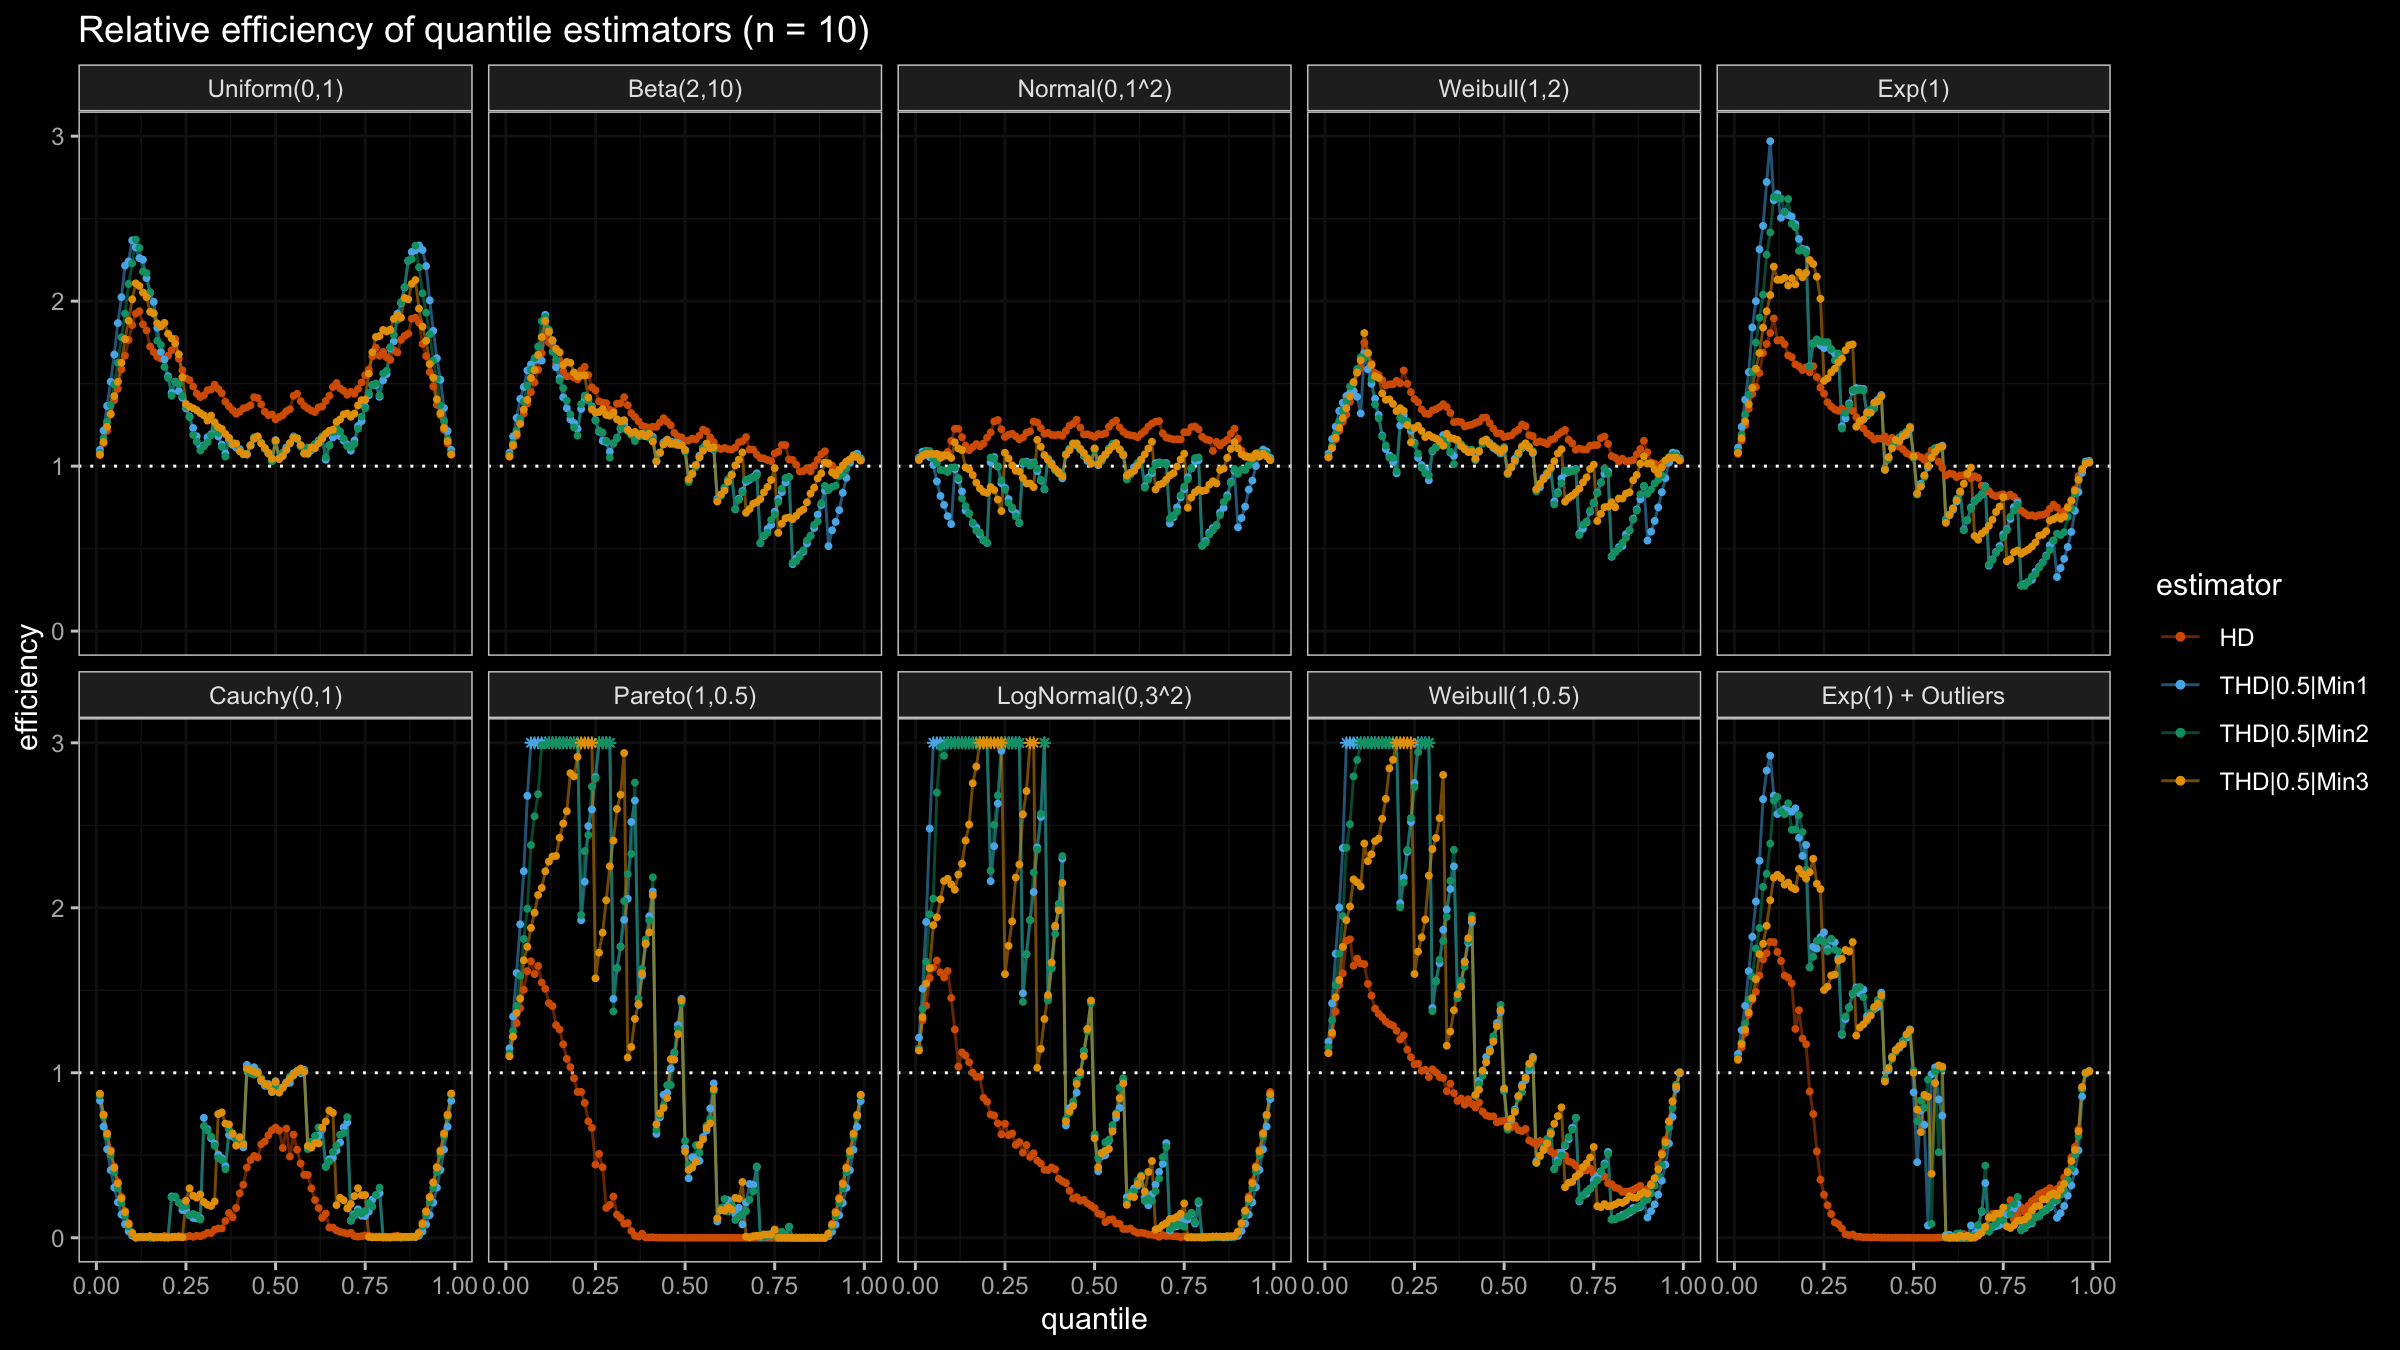 Relative efficiency of quantile estimators (n = 10)
Uniform(0,1)
Beta(2,10)
Normal(0,1^2)
Weibull(1,2)
Exp(1)
3
2
1
0
Cauchy(0,1)
Pareto(1,0.5)
LogNormal(0,3^2)
Weibull(1,0.5)
Exp(1) + Outliers
3
2
1
0
0.00 0.25 0.50 0.75 1.00
0.00 0.25 0.50 0.75 1.00
0.00 0.25 0.50 0.75 1.00
0.00 0.25 0.50 0.75 1.00
0.00 0.25 0.50 0.75 1.00
quantile
efficiency
estimator
HD
THD|0.5|Min1
THD|0.5|Min2
THD|0.5|Min3